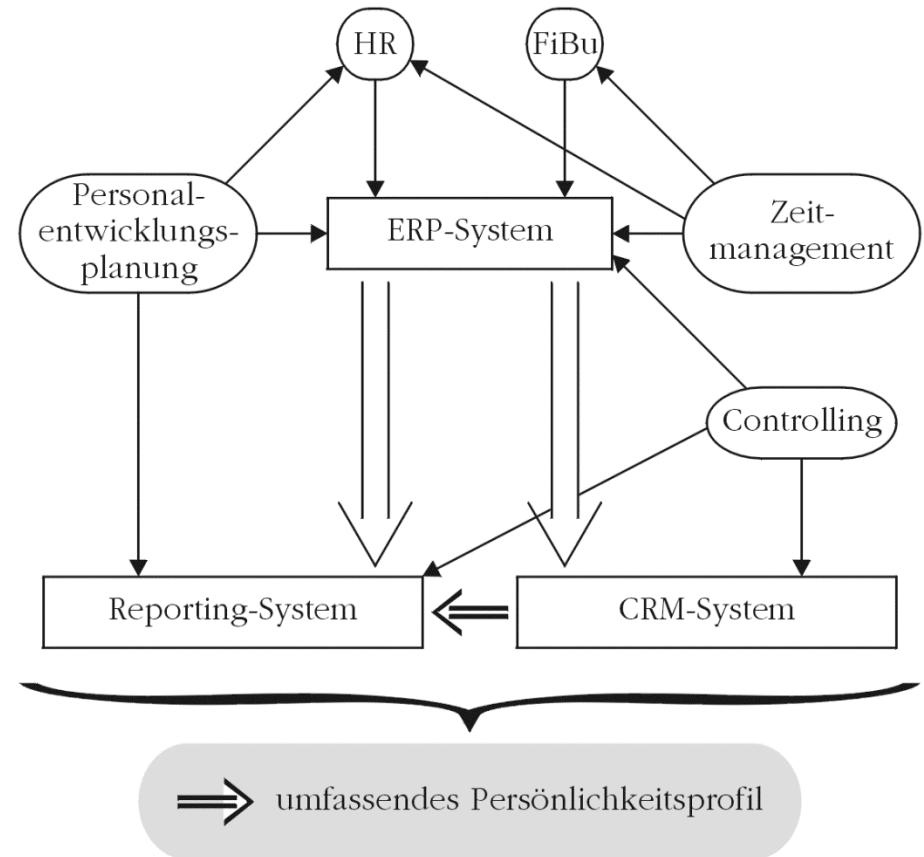 HR
FiBu
Personal-
entwicklungs-
planung
ERP-System
Zeit-
management
Controlling
Reporting-System
CRM-System
umfassendes Persönlichkeitsprofil